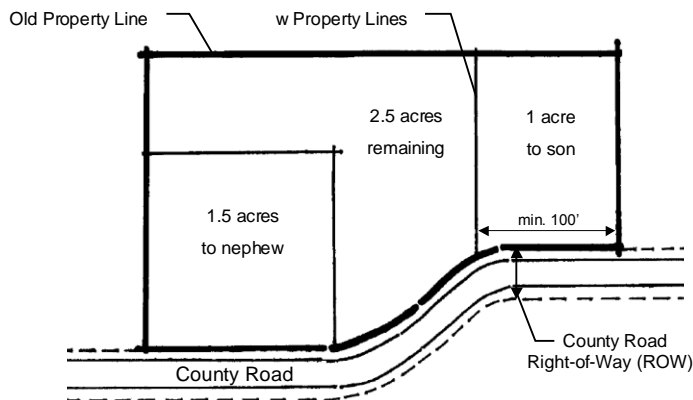 Old Property Line
w Property Lines
2.5 acres
remaining
1 acre
to son
1.5 acres
to nephew
min. 100'
County Road
Right-of-Way (ROW)
County Road